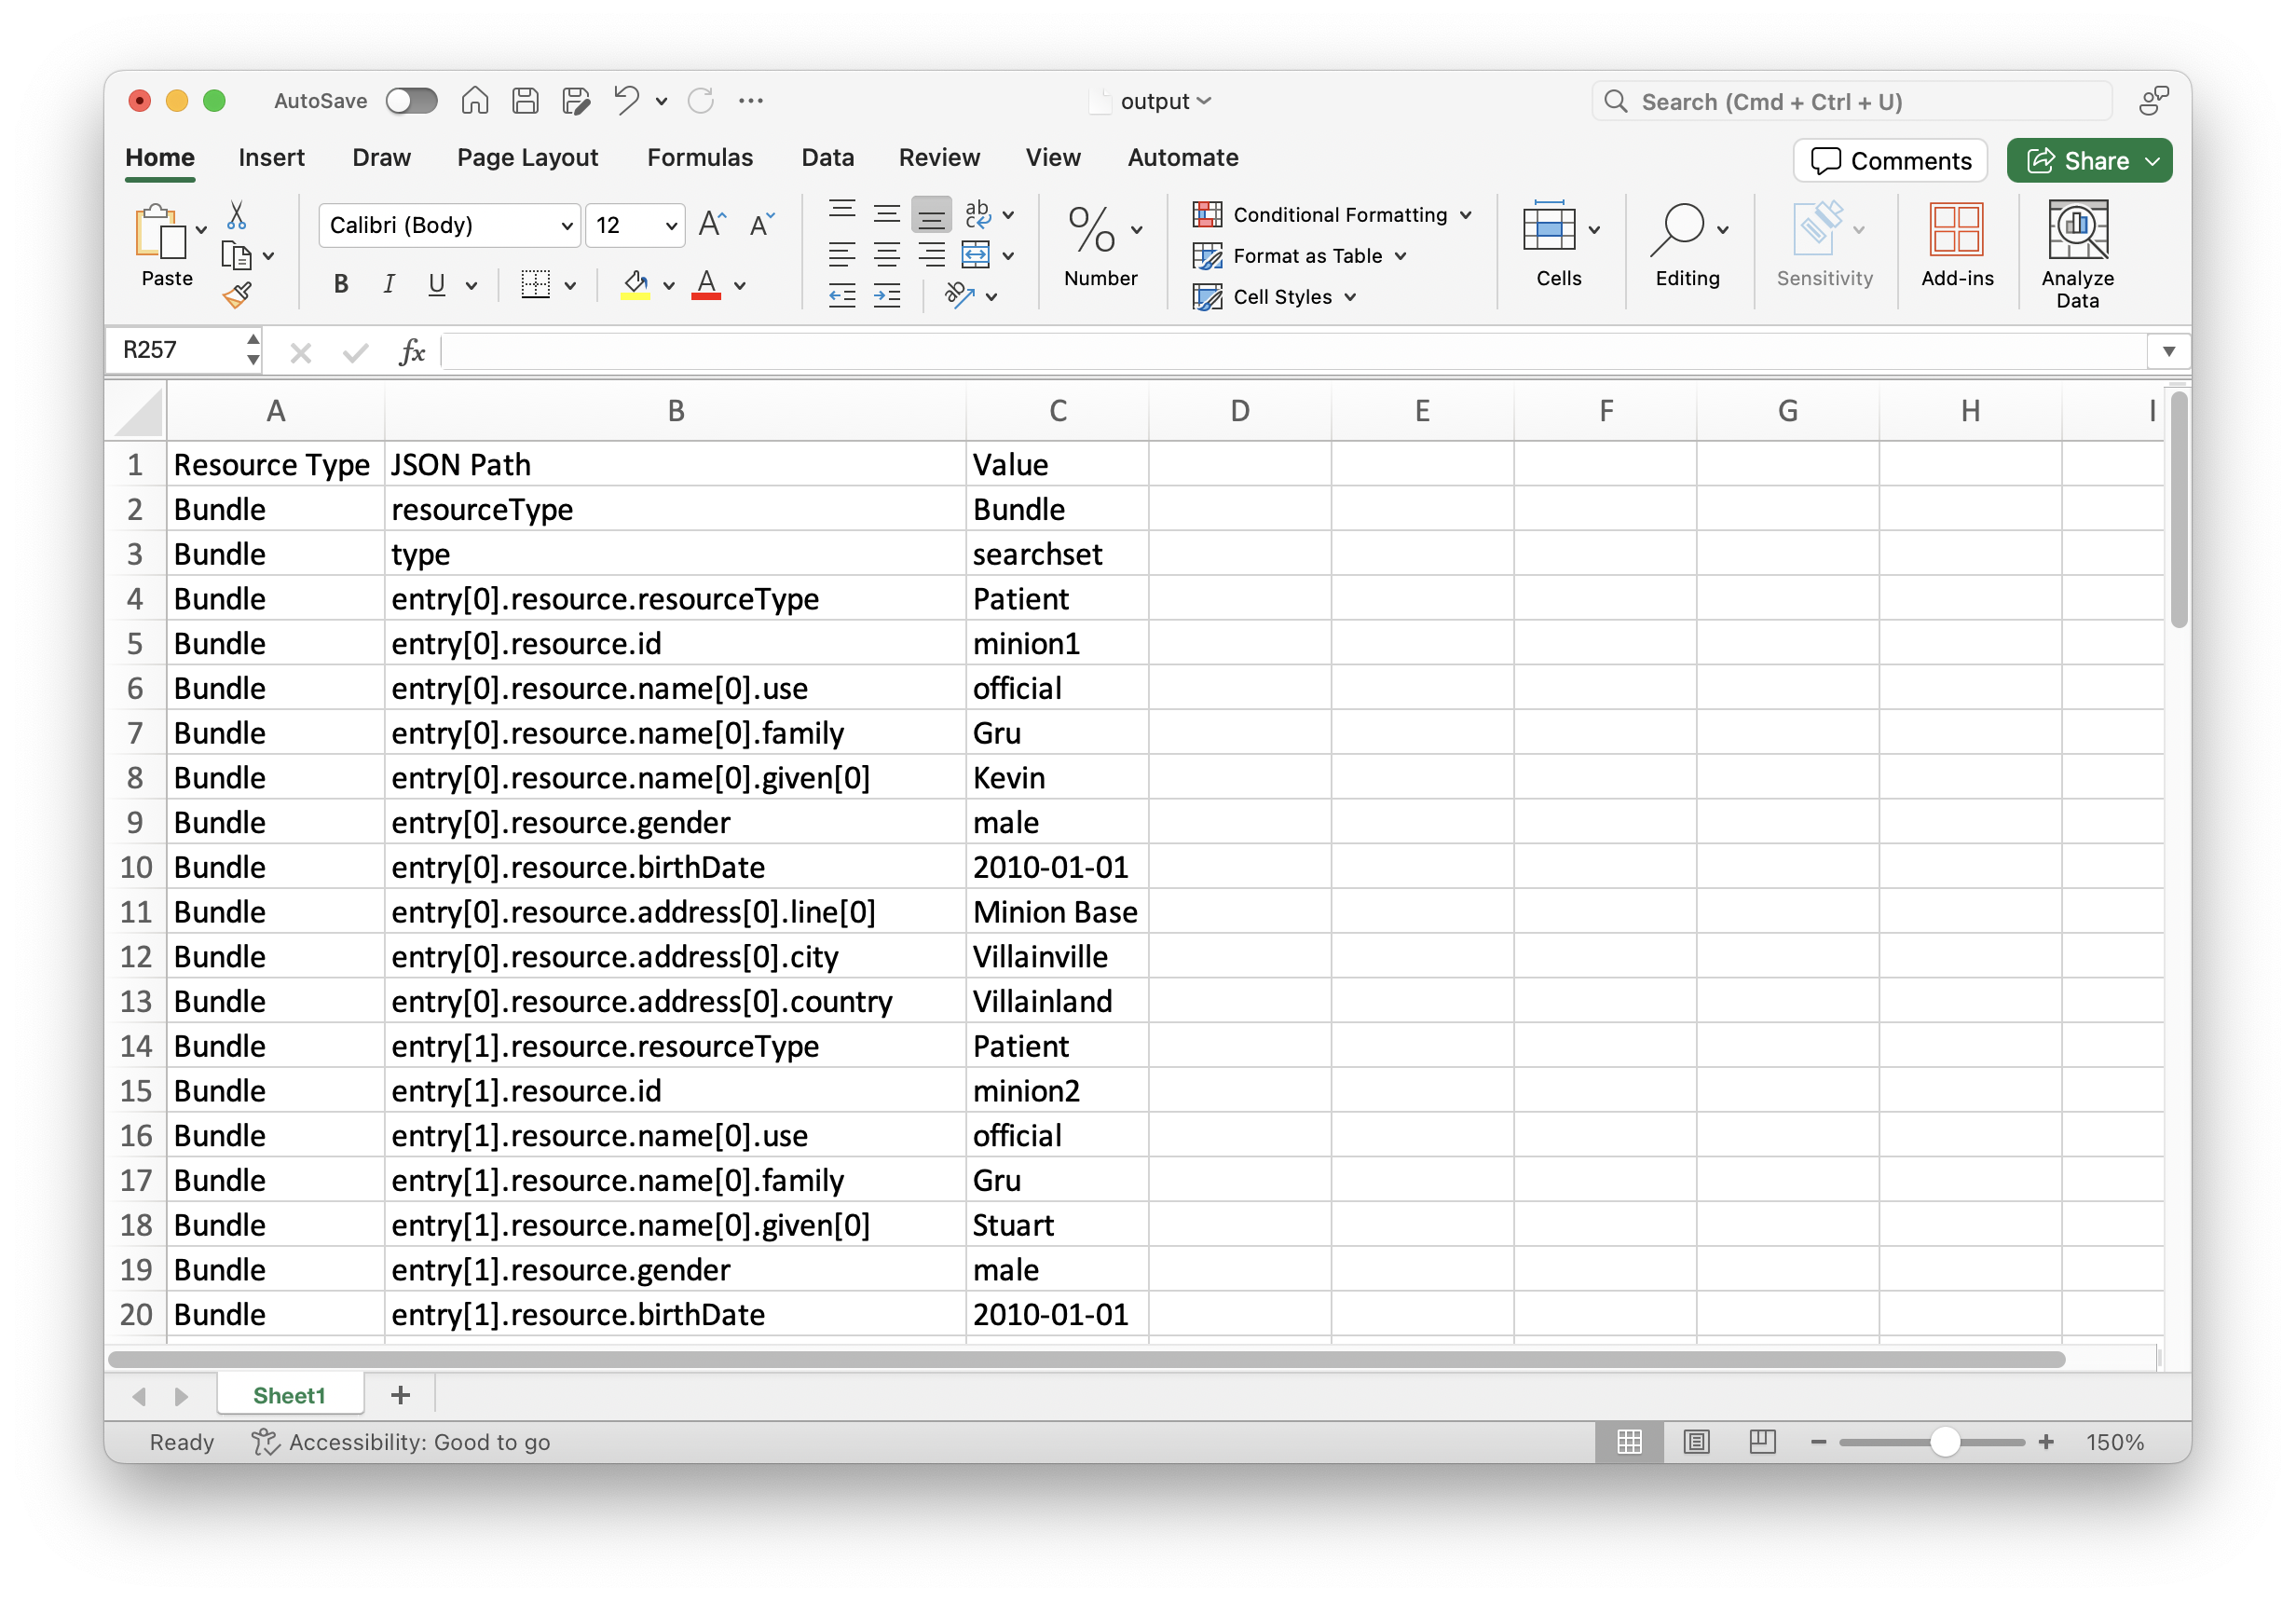 AutoSave output Search (Cmd + Ctrl + U)
Home Insert Draw Page Layout Formulas Data Review View Automate Comments Share
Paste Calibri (Body) 12 A A ab c Number Conditional Formatting Cells Editing Sensitivity Add-ins Analyze Data
Format as Table
B I U A Cell Styles
R257 fx
A B C D E F G H I
1 Resource Type JSON Path Value
2 Bundle resourceType Bundle
3 Bundle type searchset
4 Bundle entry[0].resource.resourceType Patient
5 Bundle entry[0].resource.id minion1
6 Bundle entry[0].resource.name[0].use official
7 Bundle entry[0].resource.name[0].family Gru
8 Bundle entry[0].resource.name[0].given[0] Kevin
9 Bundle entry[0].resource.gender male
10 Bundle entry[0].resource.birthDate 2010-01-01
11 Bundle entry[0].resource.address[0].line[0] Minion Base
12 Bundle entry[0].resource.address[0].city Villainville
13 Bundle entry[0].resource.address[0].country Villainland
14 Bundle entry[1].resource.resourceType Patient
15 Bundle entry[1].resource.id minion2
16 Bundle entry[1].resource.name[0].use official
17 Bundle entry[1].resource.name[0].family Gru
18 Bundle entry[1].resource.name[0].given[0] Stuart
19 Bundle entry[1].resource.gender male
20 Bundle entry[1].resource.birthDate 2010-01-01
Sheet1 +
Ready Accessibility: Good to go 150%